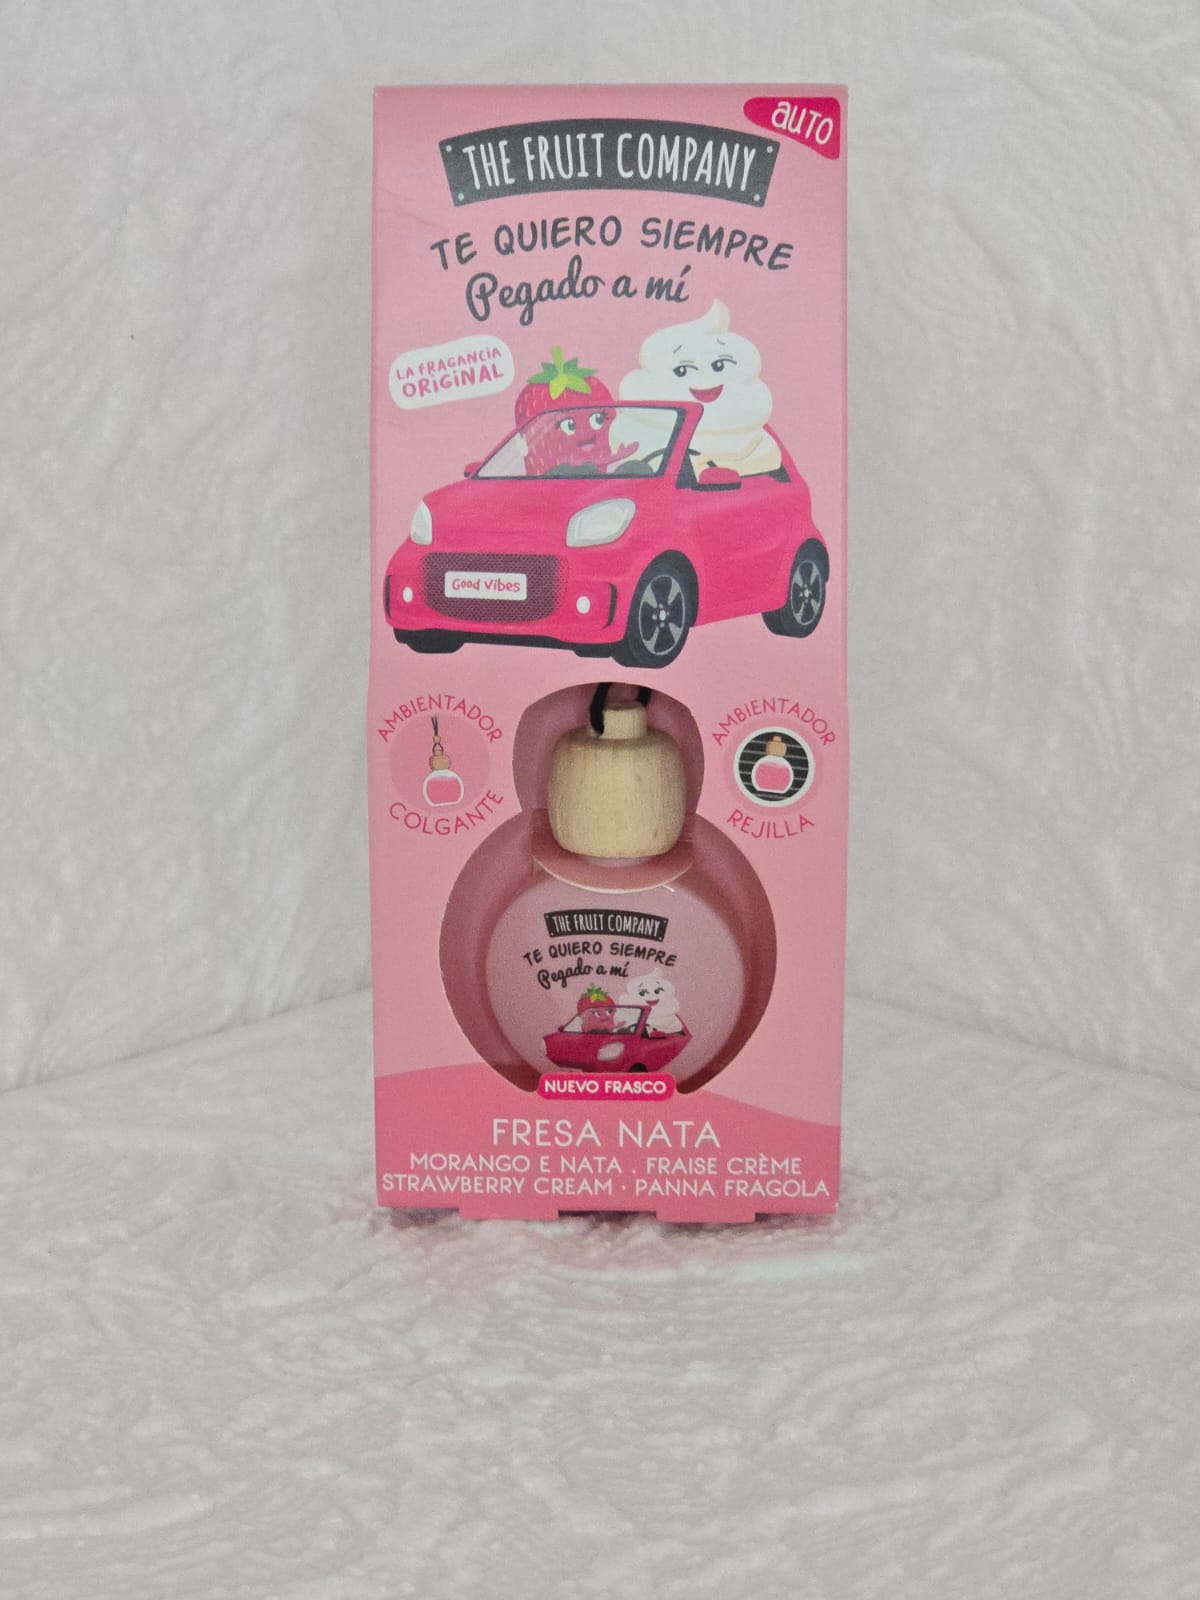 auTO
THE FRUIT COMPANY
TE QUIERO SIEMPRE
Pegado a mí
LA FRAGANCIA
ORIGINAL
Good Vibes
AMBIENTADOR
COLGANTE
AMBIENTADOR
REJILLA
THE FRUIT COMPANY
TE QUIERO SIEMPRE
Pegado a mí
NUEVO FRASCO
FRESA NATA
MORANGO E NATA . FRAISE CRÈME
STRAWBERRY CREAM · PANNA FRAGOLA